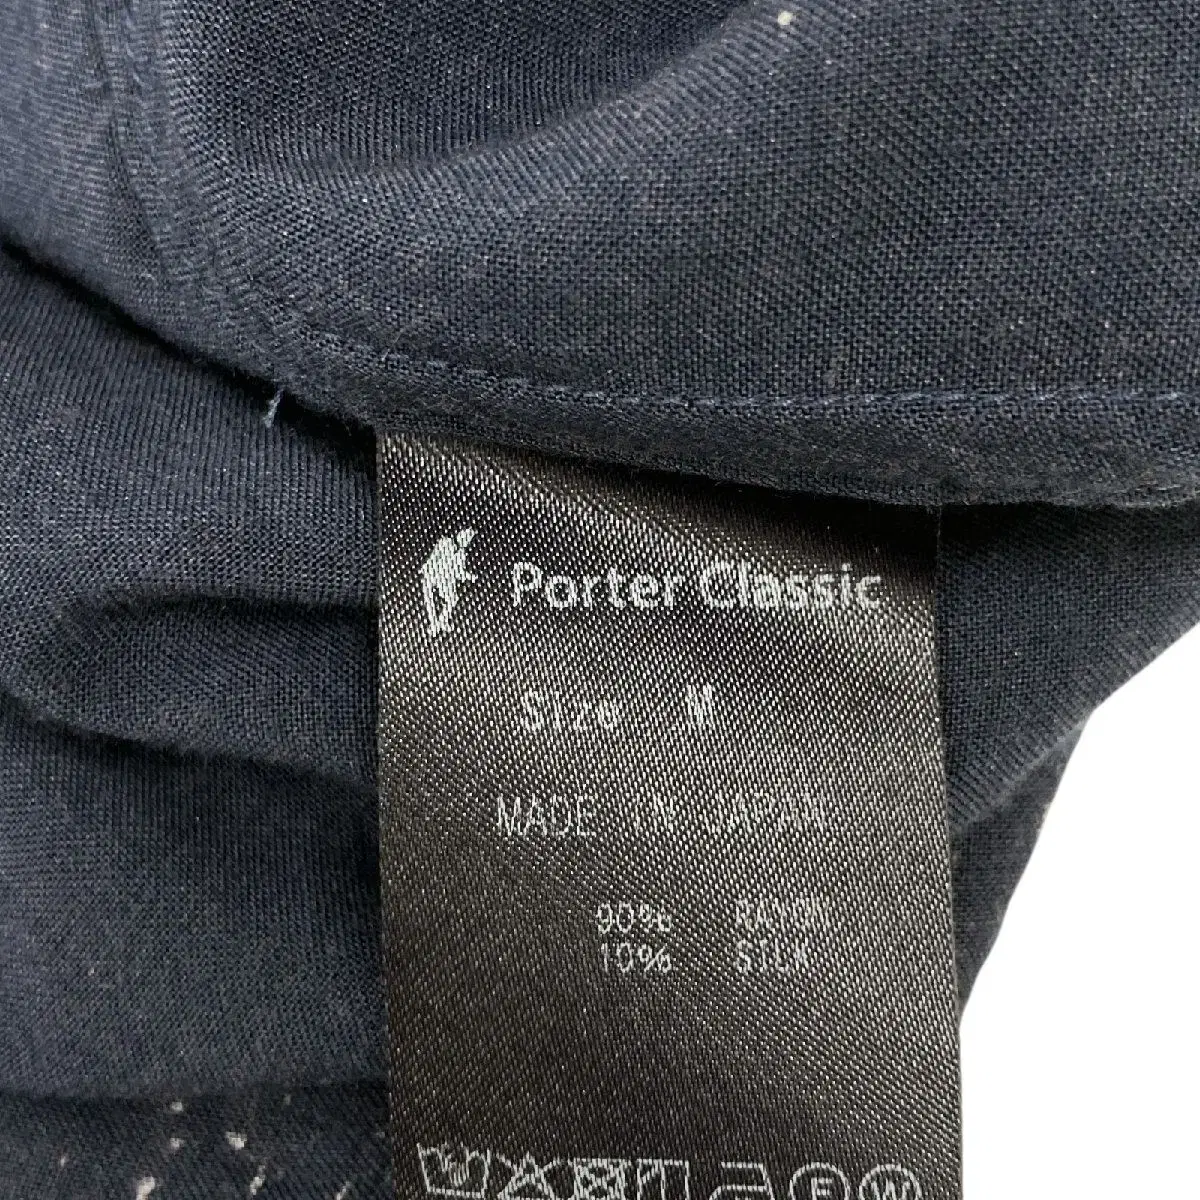 Porter Classic
Size M
MADE IN JAPAN
90% RAYON
10% SILK
F W